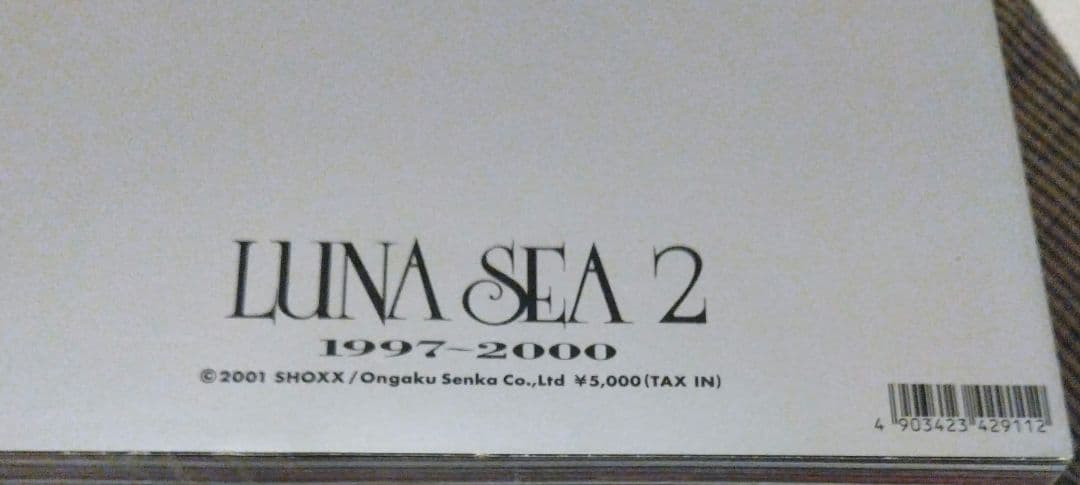 LUNA SEA 2
1997-2000
©2001 SHOXX/Ongaku Senka Co.,Ltd ¥5,000(TAX IN)
4 903423 429112